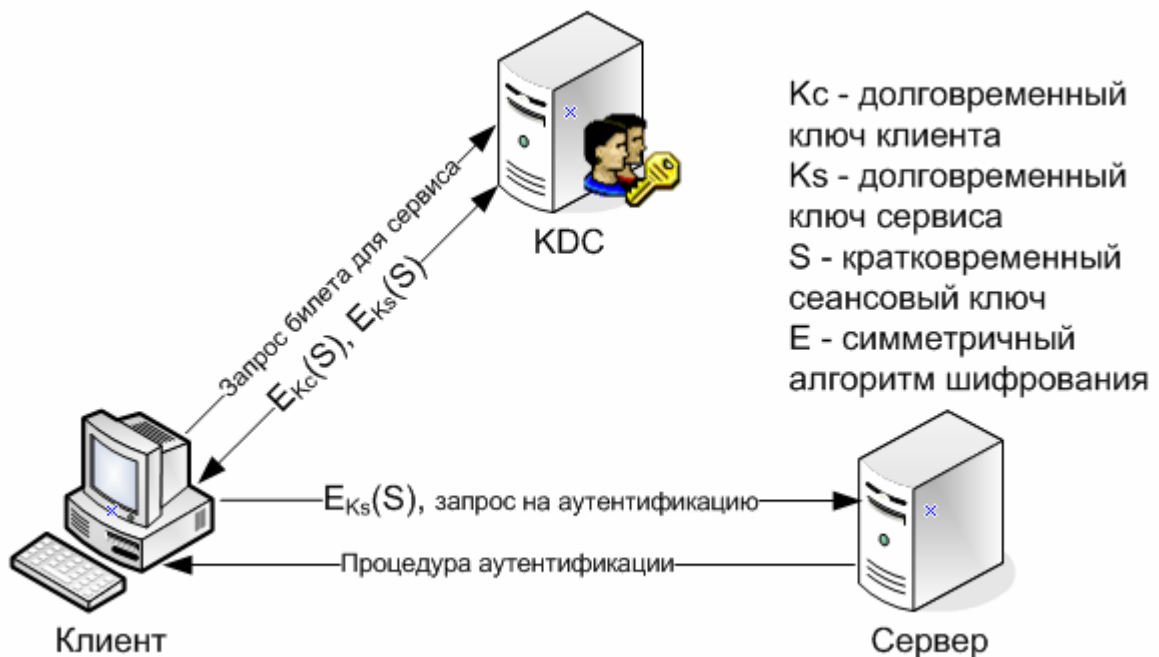 Kc - долговременный
ключ клиента
Ks - долговременный
ключ сервиса
S - кратковременный
сеансовый ключ
E - симметричный
алгоритм шифрования
KDC
Запрос билета для сервиса
EKc(S), EKs(S)
EKs(S), запрос на аутентификацию
Процедура аутентификации
Клиент
Сервер